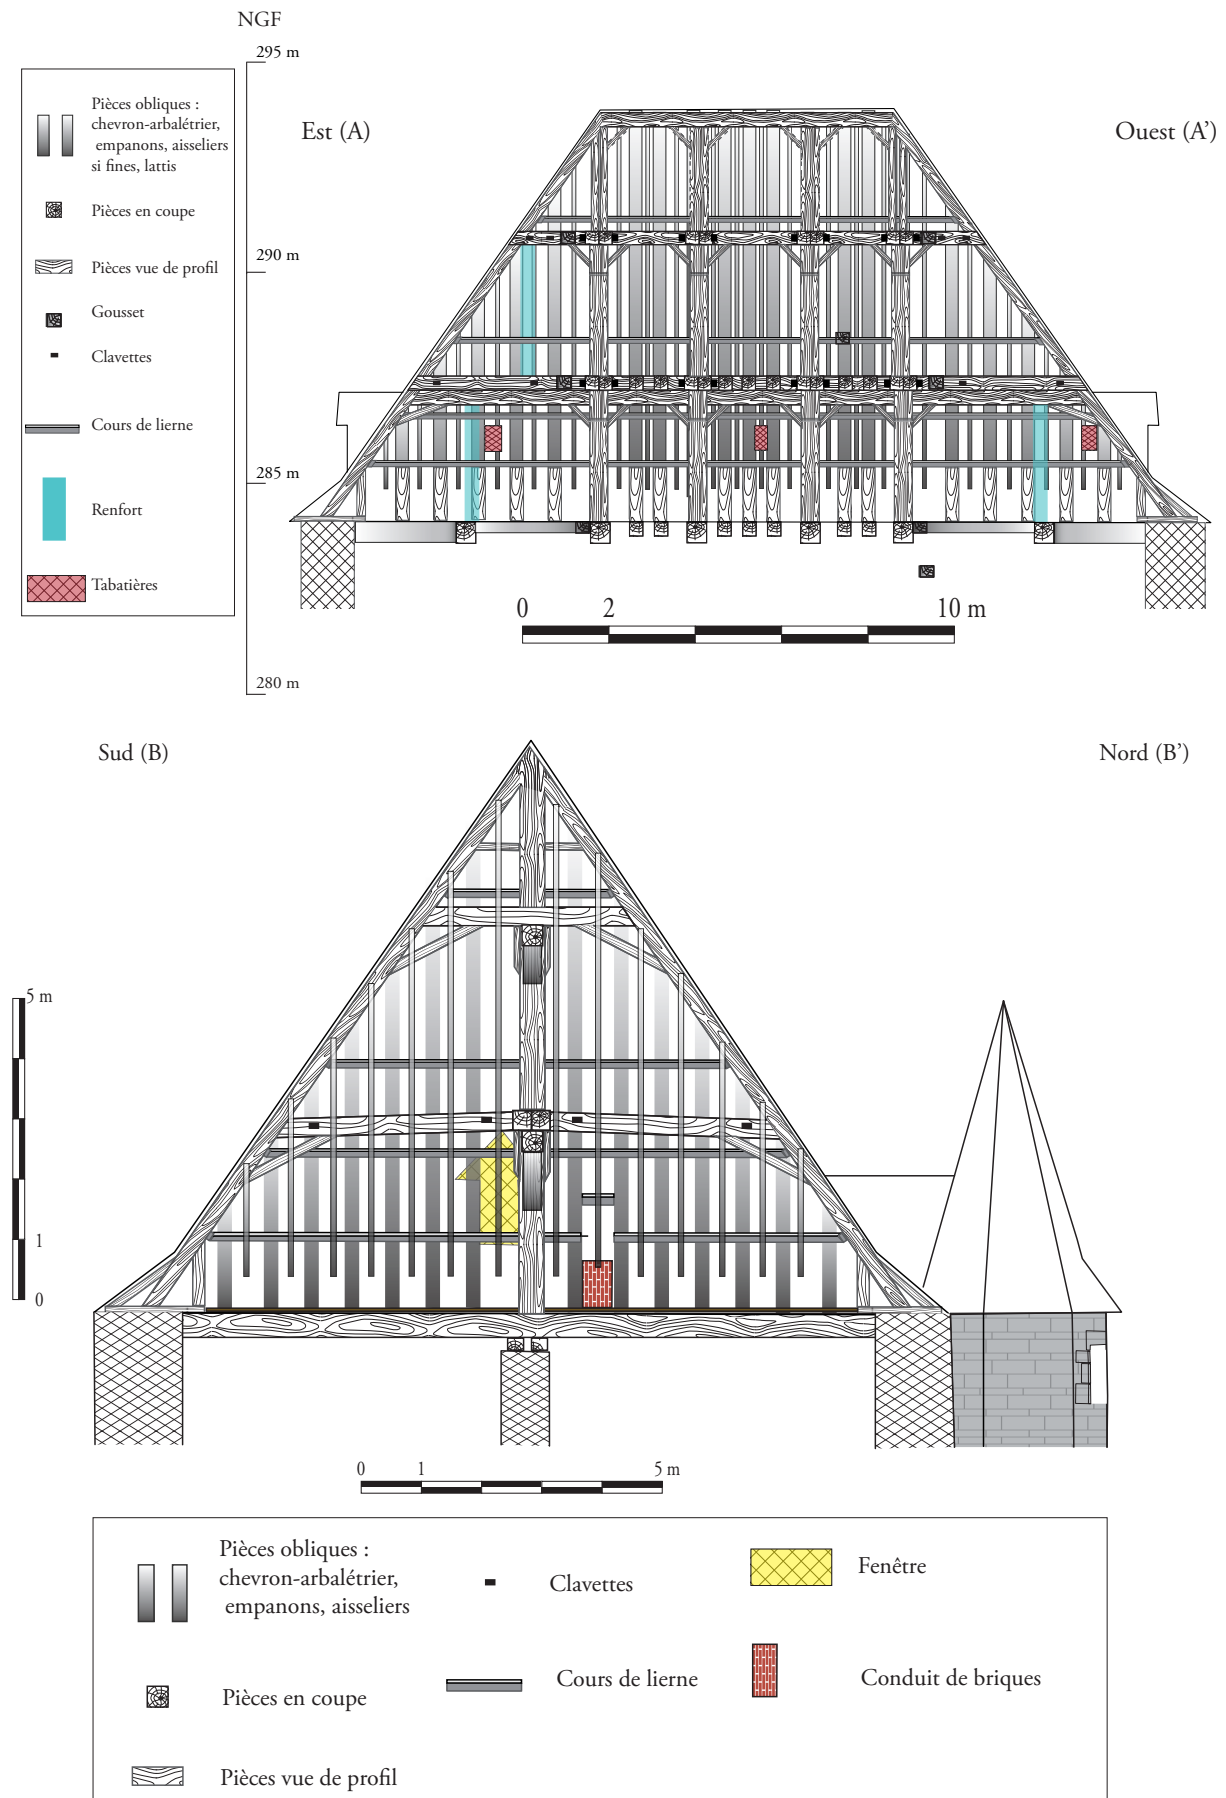 NGF
295 m
Pièces obliques :
chevron-arbalétrier,
empanons, aisseliers
si fines, lattis
Est (A)
Ouest (A')
Pièces en coupe
290 m
Pièces vue de profil
Gousset
Clavettes
Cours de lierne
285 m
Renfort
Tabatières
0 2 10 m
280 m
Sud (B)
Nord (B')
5 m
1
0
0 1 5 m
Pièces obliques :
chevron-arbalétrier,
empanons, aisseliers
Clavettes
Fenêtre
Pièces en coupe
Cours de lierne
Conduit de briques
Pièces vue de profil